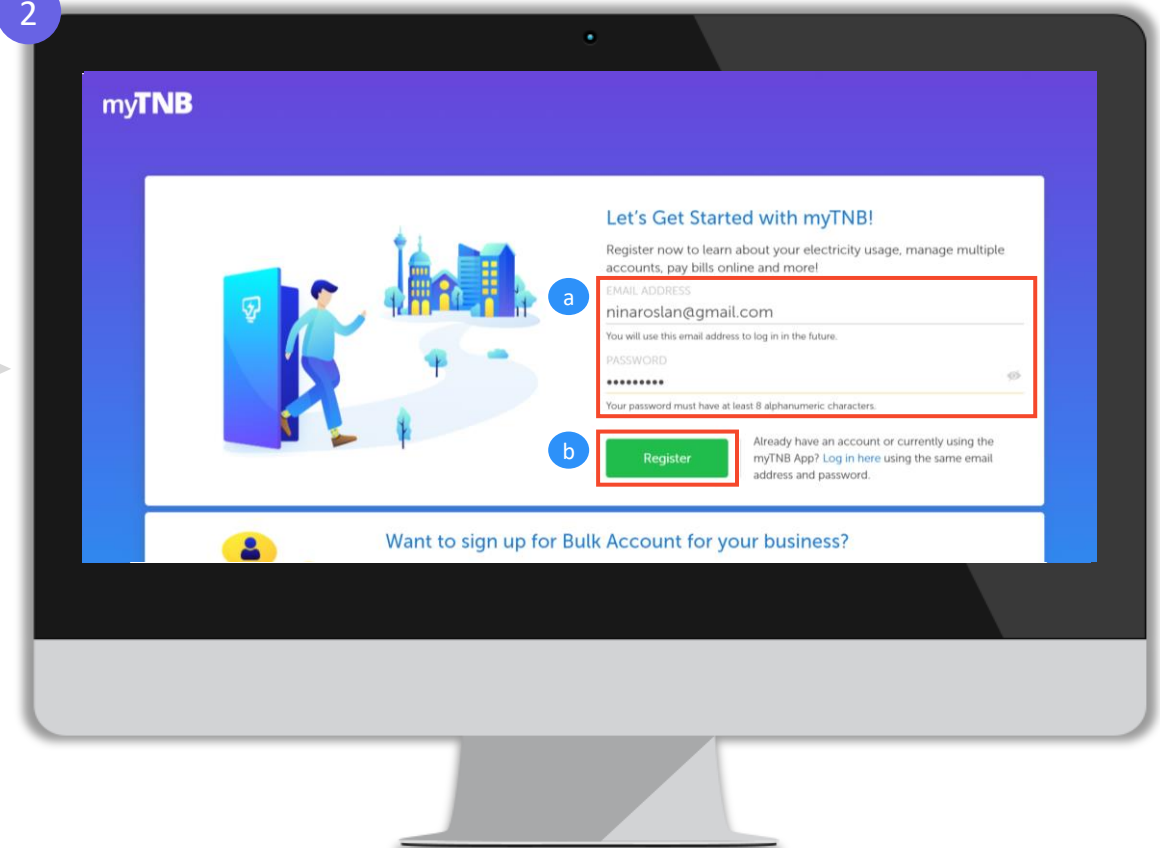 2
myTNB
Let's Get Started with myTNB!
Register now to learn about your electricity usage, manage multiple
accounts, pay bills online and more!
a
EMAIL ADDRESS
ninaroslan@gmail.com
You will use this email address to log in in the future.
PASSWORD
•••••••••
Your password must have at least 8 alphanumeric characters.
b
Register
Already have an account or currently using the
myTNB App? Log in here using the same email
address and password.
Want to sign up for Bulk Account for your business?